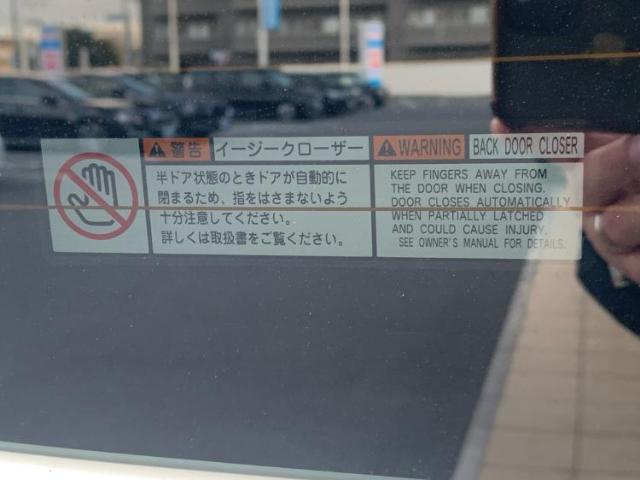 警告 イージークローザー
半ドア状態のときドアが自動的に
閉まるため、指をはさまないよう
十分注意してください。
詳しくは取扱書をご覧ください。
WARNING BACK DOOR CLOSER
KEEP FINGERS AWAY FROM
THE DOOR WHEN CLOSING.
DOOR CLOSES AUTOMATICALLY
WHEN PARTIALLY LATCHED
AND COULD CAUSE INJURY.
SEE OWNER'S MANUAL FOR DETAILS.